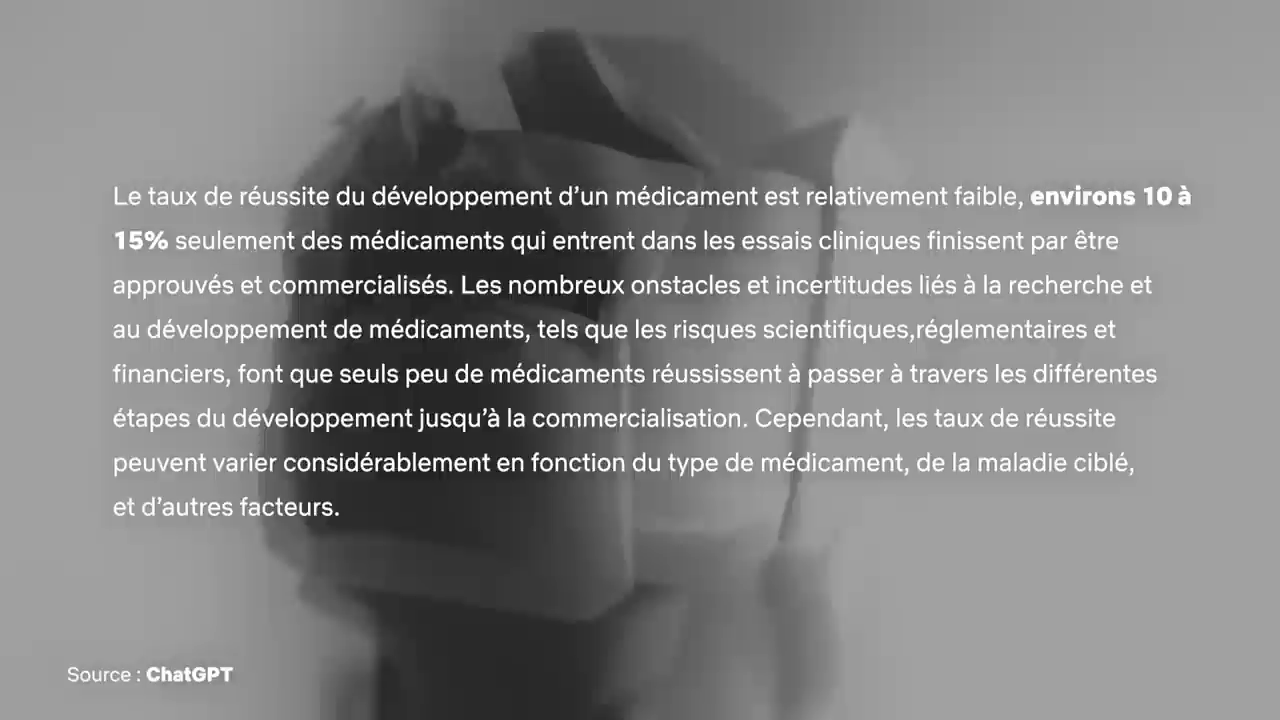 Le taux de réussite du développement d'un médicament est relativement faible, environs 10 à
15% seulement des médicaments qui entrent dans les essais cliniques finissent par être
approuvés et commercialisés. Les nombreux onstacles et incertitudes liés à la recherche et
au développement de médicaments, tels que les risques scientifiques,réglementaires et
financiers, font que seuls peu de médicaments réussissent à passer à travers les différentes
étapes du développement jusqu'à la commercialisation. Cependant, les taux de réussite
peuvent varier considérablement en fonction du type de médicament, de la maladie ciblé,
et d'autres facteurs.
Source : ChatGPT